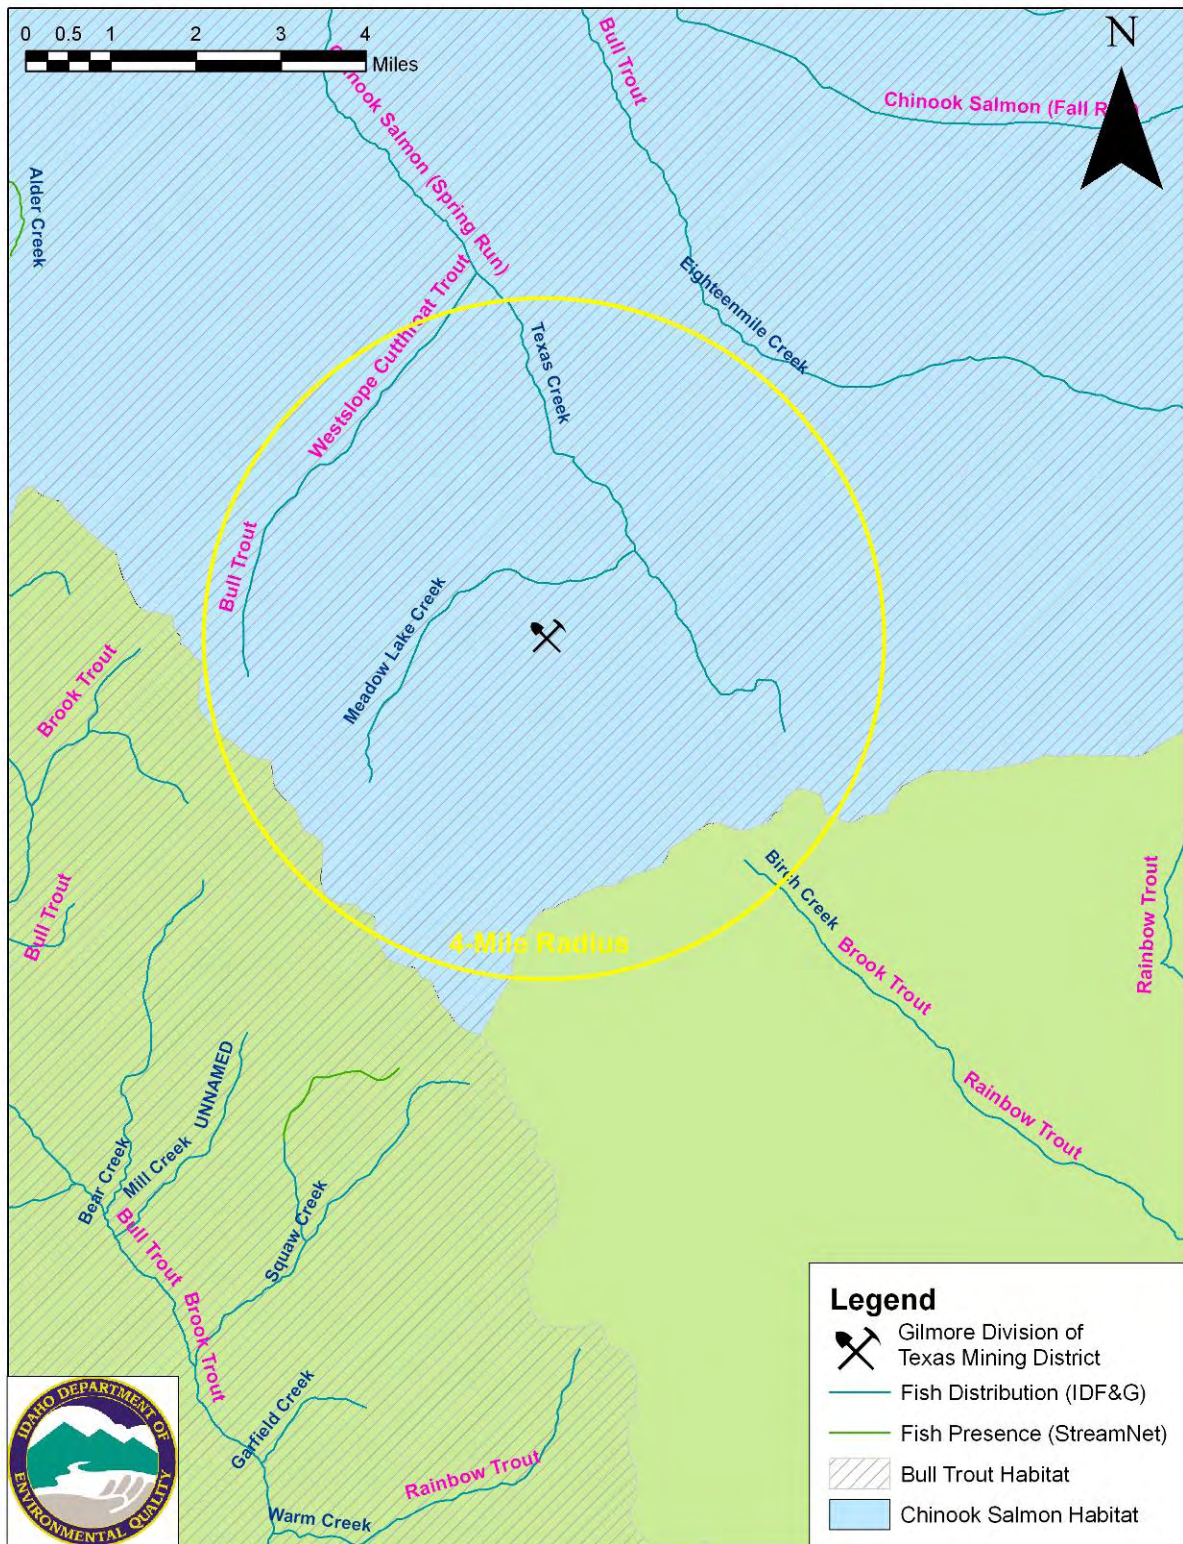 0 0.5 1 2 3 4
Miles
N
Chinook Salmon (Spring Run)
Bull Trout
Chinook Salmon (Fall R
Alder Creek
Eighteenmile Creek
Westslope Cutthroat Trout
Texas Creek
Bull Trout
Meadow Lake Creek
Brook Trout
Bull Trout
Birch Creek
Brook Trout
Rainbow Trout
Rainbow Trout
4-Mile Radius
UNNAMED
Mill Creek
Bear Creek
Squaw Creek
Bull Trout
Brook Trout
Garfield Creek
Rainbow Trout
Warm Creek
Legend
Gilmore Division of
Texas Mining District
Fish Distribution (IDF&G)
Fish Presence (StreamNet)
Bull Trout Habitat
Chinook Salmon Habitat
IDAHO DEPARTMENT OF
ENVIRONMENTAL QUALITY